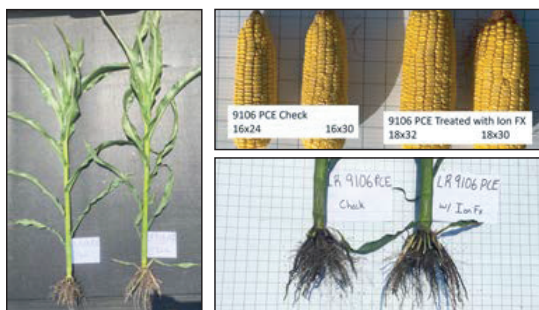 9106 PCE Check
16x24 16x30
9106 PCE Treated with Ion FX
18x32 18x30
LR 9106 PCE
Check
LR 9106 PCE
w/ Ion Fx